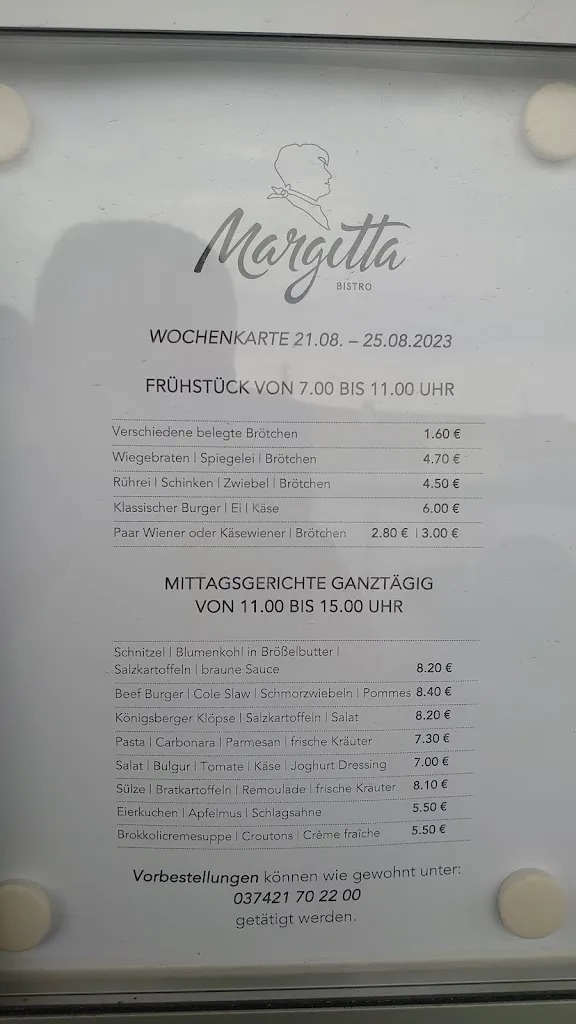 Margitta
BISTRO
WOCHENKARTE 21.08. – 25.08.2023
FRÜHSTÜCK VON 7.00 BIS 11.00 UHR
Verschiedene belegte Brötchen 1.60 €
Wiegebraten | Spiegelei | Brötchen 4.70 €
Rührei | Schinken | Zwiebel | Brötchen 4.50 €
Klassischer Burger | Ei | Käse 6.00 €
Paar Wiener oder Käsewiener | Brötchen 2.80 € | 3.00 €
MITTAGSGERICHTE GANZTÄGIG
VON 11.00 BIS 15.00 UHR
Schnitzel | Blumenkohl in Brößelbutter |
Salzkartoffeln | braune Sauce 8.20 €
Beef Burger | Cole Slaw | Schmorzwiebeln | Pommes 8.40 €
Königsberger Klöpse | Salzkartoffeln | Salat 8.20 €
Pasta | Carbonara | Parmesan | frische Kräuter 7.30 €
Salat | Bulgur | Tomate | Käse | Joghurt Dressing 7.00 €
Sülze | Bratkartoffeln | Remoulade | frische Kräuter 8.10 €
Eierkuchen | Apfelmus | Schlagsahne 5.50 €
Brokkolicremesuppe | Croutons | Crème fraîche 5.50 €
Vorbestellungen können wie gewohnt unter:
037421 70 22 00
getätigt werden.